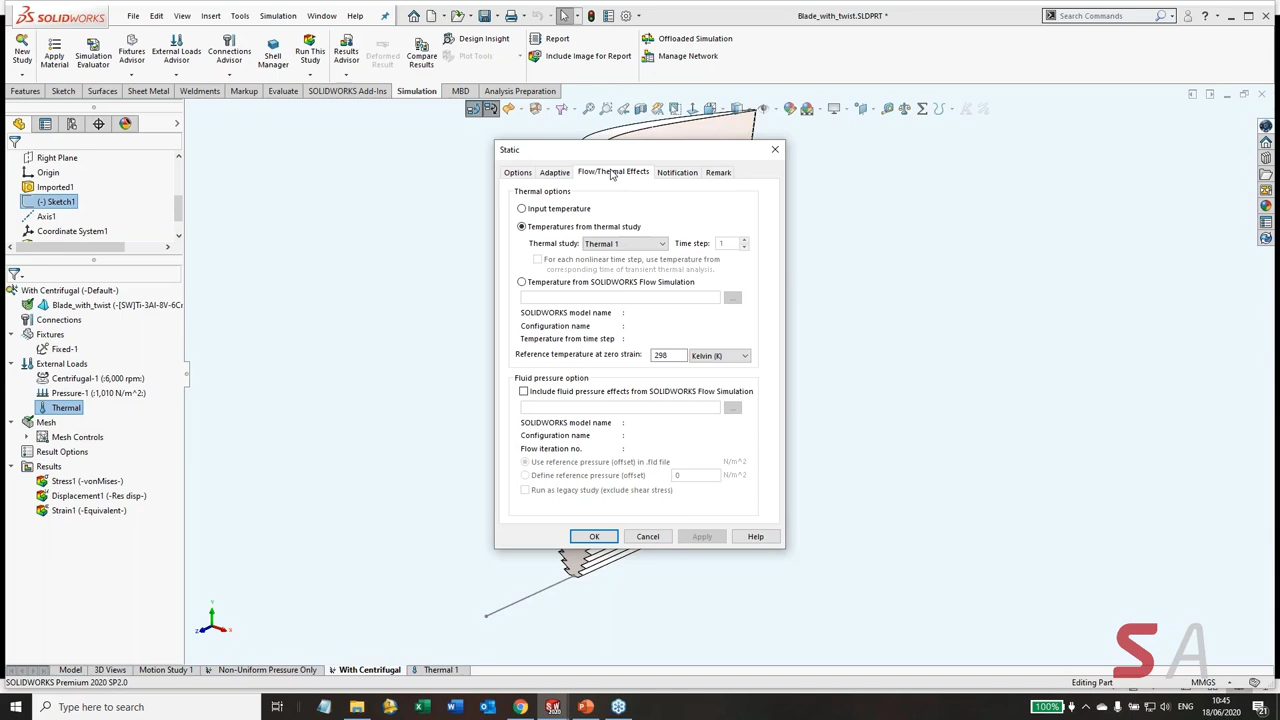 SOLIDWORKS File Edit View Insert Tools Simulation Window Help Blade_with_twist.SLDPRT * Search Commands
New Study
Apply Material
Simulation Evaluator
Fixtures Advisor
External Loads Advisor
Connections Advisor
Shell Manager
Run This Study
Results Advisor
Deformed Result
Compare Results
Design Insight
Plot Tools
Report
Include Image for Report
Offloaded Simulation
Manage Network
Features Sketch Surfaces Sheet Metal Weldments Markup Evaluate SOLIDWORKS Add-Ins Simulation MBD Analysis Preparation
Right Plane
Origin
Imported1
(-) Sketch1
Axis1
Coordinate System1
With Centrifugal (-Default-)
Blade_with_twist (-[SW]Ti-3Al-8V-6Cr
Connections
Fixtures
Fixed-1
External Loads
Centrifugal-1 (:6,000 rpm:)
Pressure-1 (:1,010 N/m^2:)
Thermal
Mesh
Mesh Controls
Result Options
Results
Stress1 (-vonMises-)
Displacement1 (-Res disp-)
Strain1 (-Equivalent-)
Static
Options Adaptive Flow/Thermal Effects Notification Remark
Thermal options
Input temperature
Temperatures from thermal study
Thermal study: Thermal 1 Time step: 1
For each nonlinear time step, use temperature from
corresponding time of transient thermal analysis.
Temperature from SOLIDWORKS Flow Simulation
...
SOLIDWORKS model name :
Configuration name :
Temperature from time step :
Reference temperature at zero strain: 298 Kelvin (K)
Fluid pressure option
Include fluid pressure effects from SOLIDWORKS Flow Simulation
...
SOLIDWORKS model name :
Configuration name :
Flow iteration no. :
Use reference pressure (offset) in .fld file N/m^2
Define reference pressure (offset) 0 N/m^2
Run as legacy study (exclude shear stress)
OK Cancel Apply Help
Y
Z X
SA
Model 3D Views Motion Study 1 Non-Uniform Pressure Only With Centrifugal Thermal 1
SOLIDWORKS Premium 2020 SP2.0 Editing Part MMGS
Type here to search 100% ENG 10:45
18/06/2020